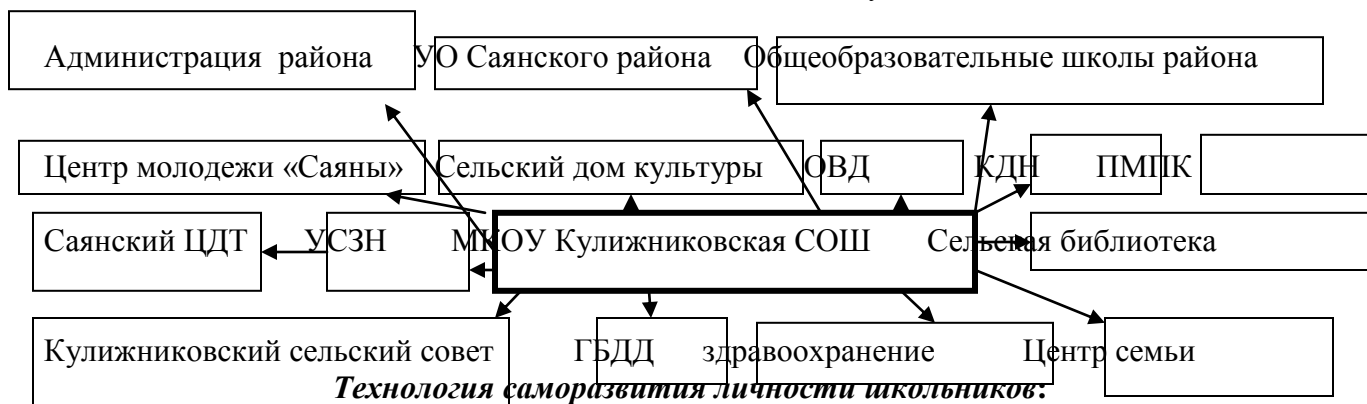 Администрация района УО Саянского района Общеобразовательные школы района
Центр молодежи «Саяны» Сельский дом культуры ОВД КДН ПМПК
Саянский ЦДТ УСЗН МКОУ Кулижниковская СОШ Сельская библиотека
Кулижниковский сельский совет ГБДД здравоохранение Центр семьи
Технология саморазвития личности школьников: